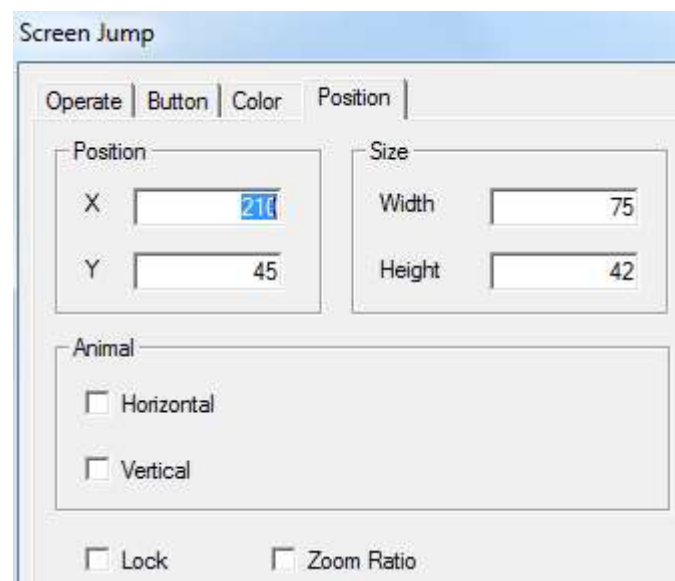 Screen Jump
Operate Button Color Position
Position Size
X 210 Width 75
Y 45 Height 42
Animal
Horizontal
Vertical
Lock Zoom Ratio